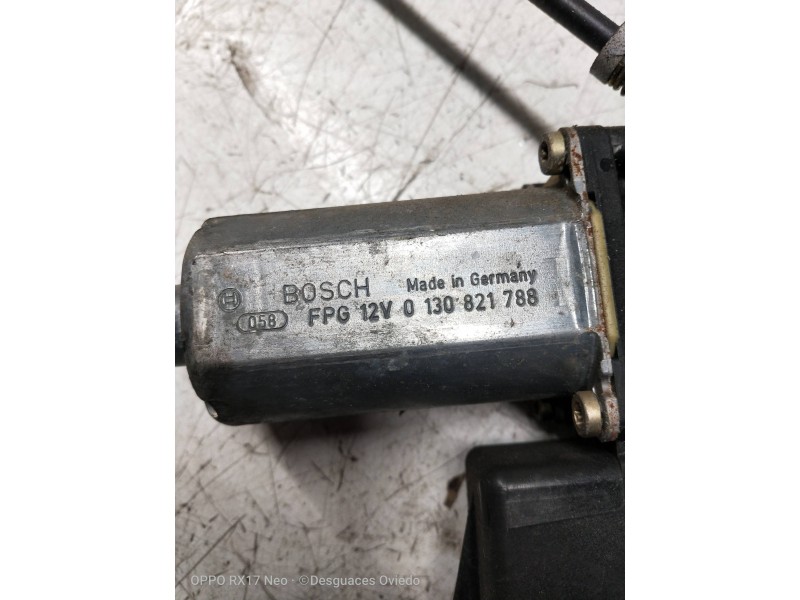 BOSCH Made in Germany
058 FPG 12V 0 130 821 788
OPPO RX17 Neo · ©Desguaces Oviedo